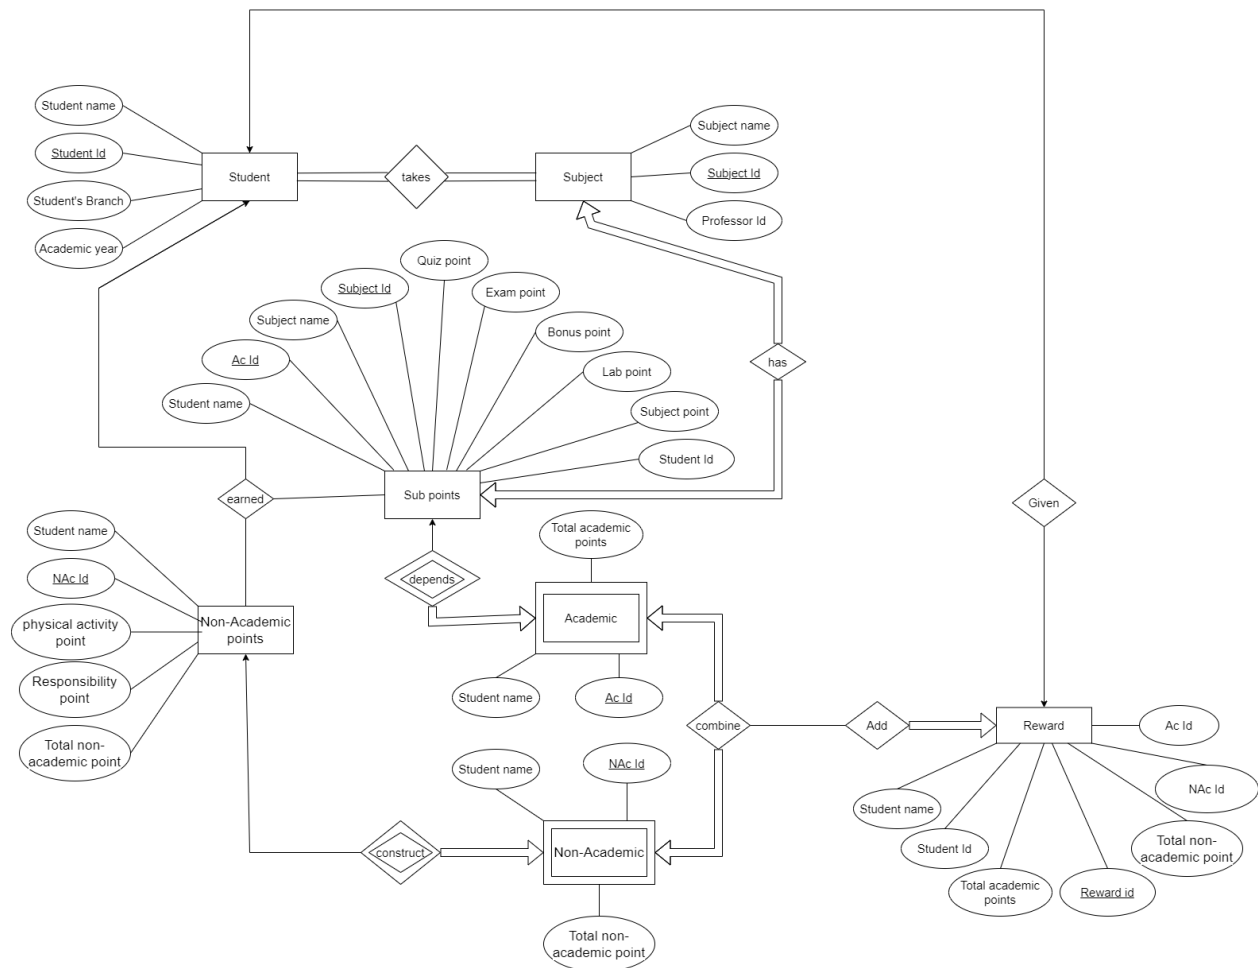 Student name
Student Id
Student's Branch
Academic year
Student
takes
Subject
Subject name
Subject Id
Professor Id
Quiz point
Subject Id
Exam point
Subject name
Bonus point
Ac Id
Lab point
Student name
Subject point
Student Id
has
Sub points
earned
Given
Student name
NAc Id
physical activity
point
Responsibility
point
Total non-
academic point
Non-Academic
points
Total academic
points
depends
Academic
Student name
Ac Id
combine
Add
Reward
Ac Id
NAc Id
Total non-
academic point
Reward id
Total academic
points
Student Id
Student name
Student name
NAc Id
construct
Non-Academic
Total non-
academic point